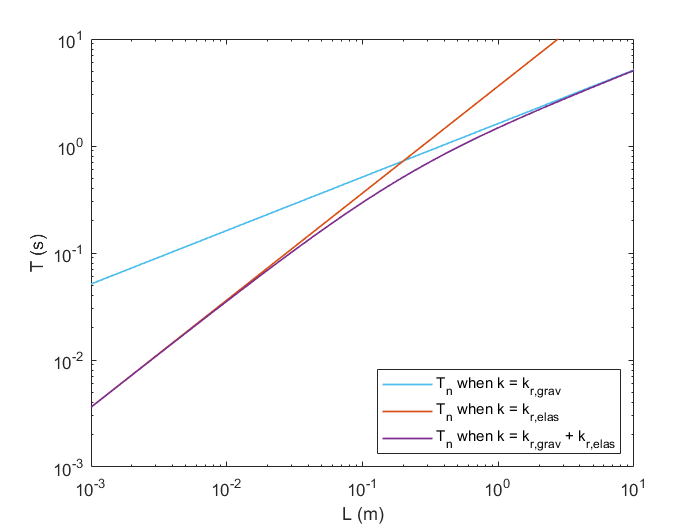 10^1
10^0
10^-1
10^-2
10^-3
T (s)
T_n when k = k_r,grav
T_n when k = k_r,elas
T_n when k = k_r,grav + k_r,elas
10^-3 10^-2 10^-1 10^0 10^1
L (m)